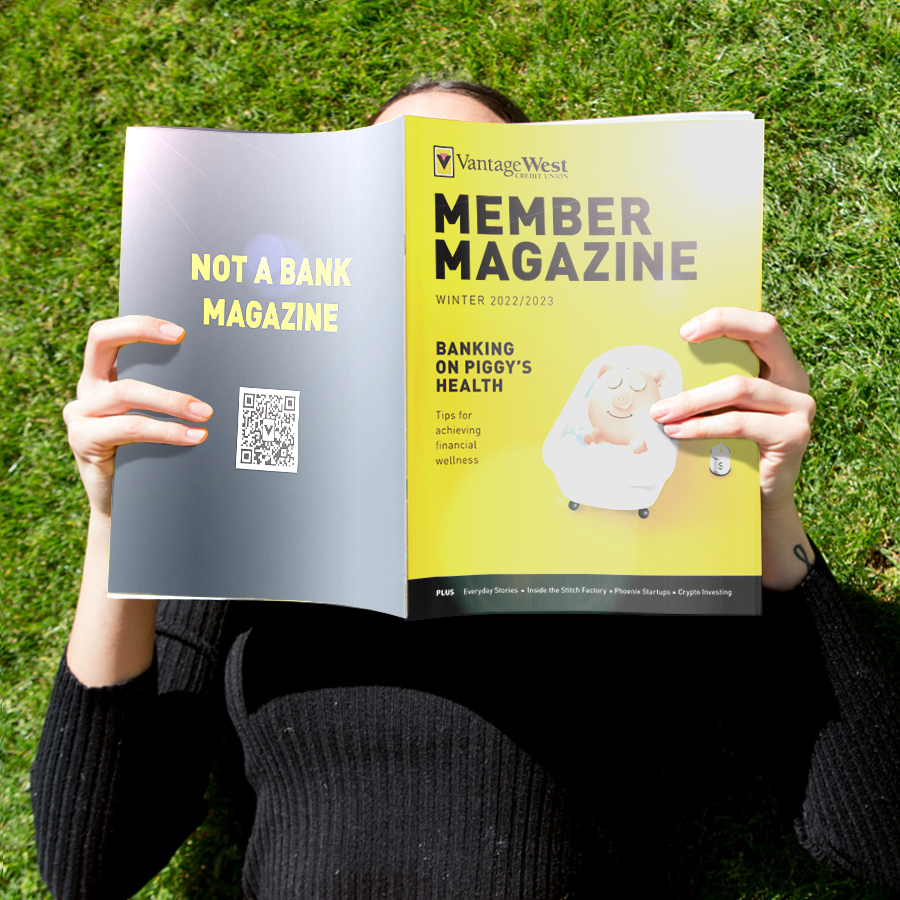 NOT A BANK
MAGAZINE
VantageWest
CREDIT UNION
MEMBER
MAGAZINE
WINTER 2022/2023
BANKING
ON PIGGY'S
HEALTH
Tips for
achieving
financial
wellness
$
PLUS Everyday Stories • Inside the Stitch Factory • Phoenix Startups • Crypto Investing